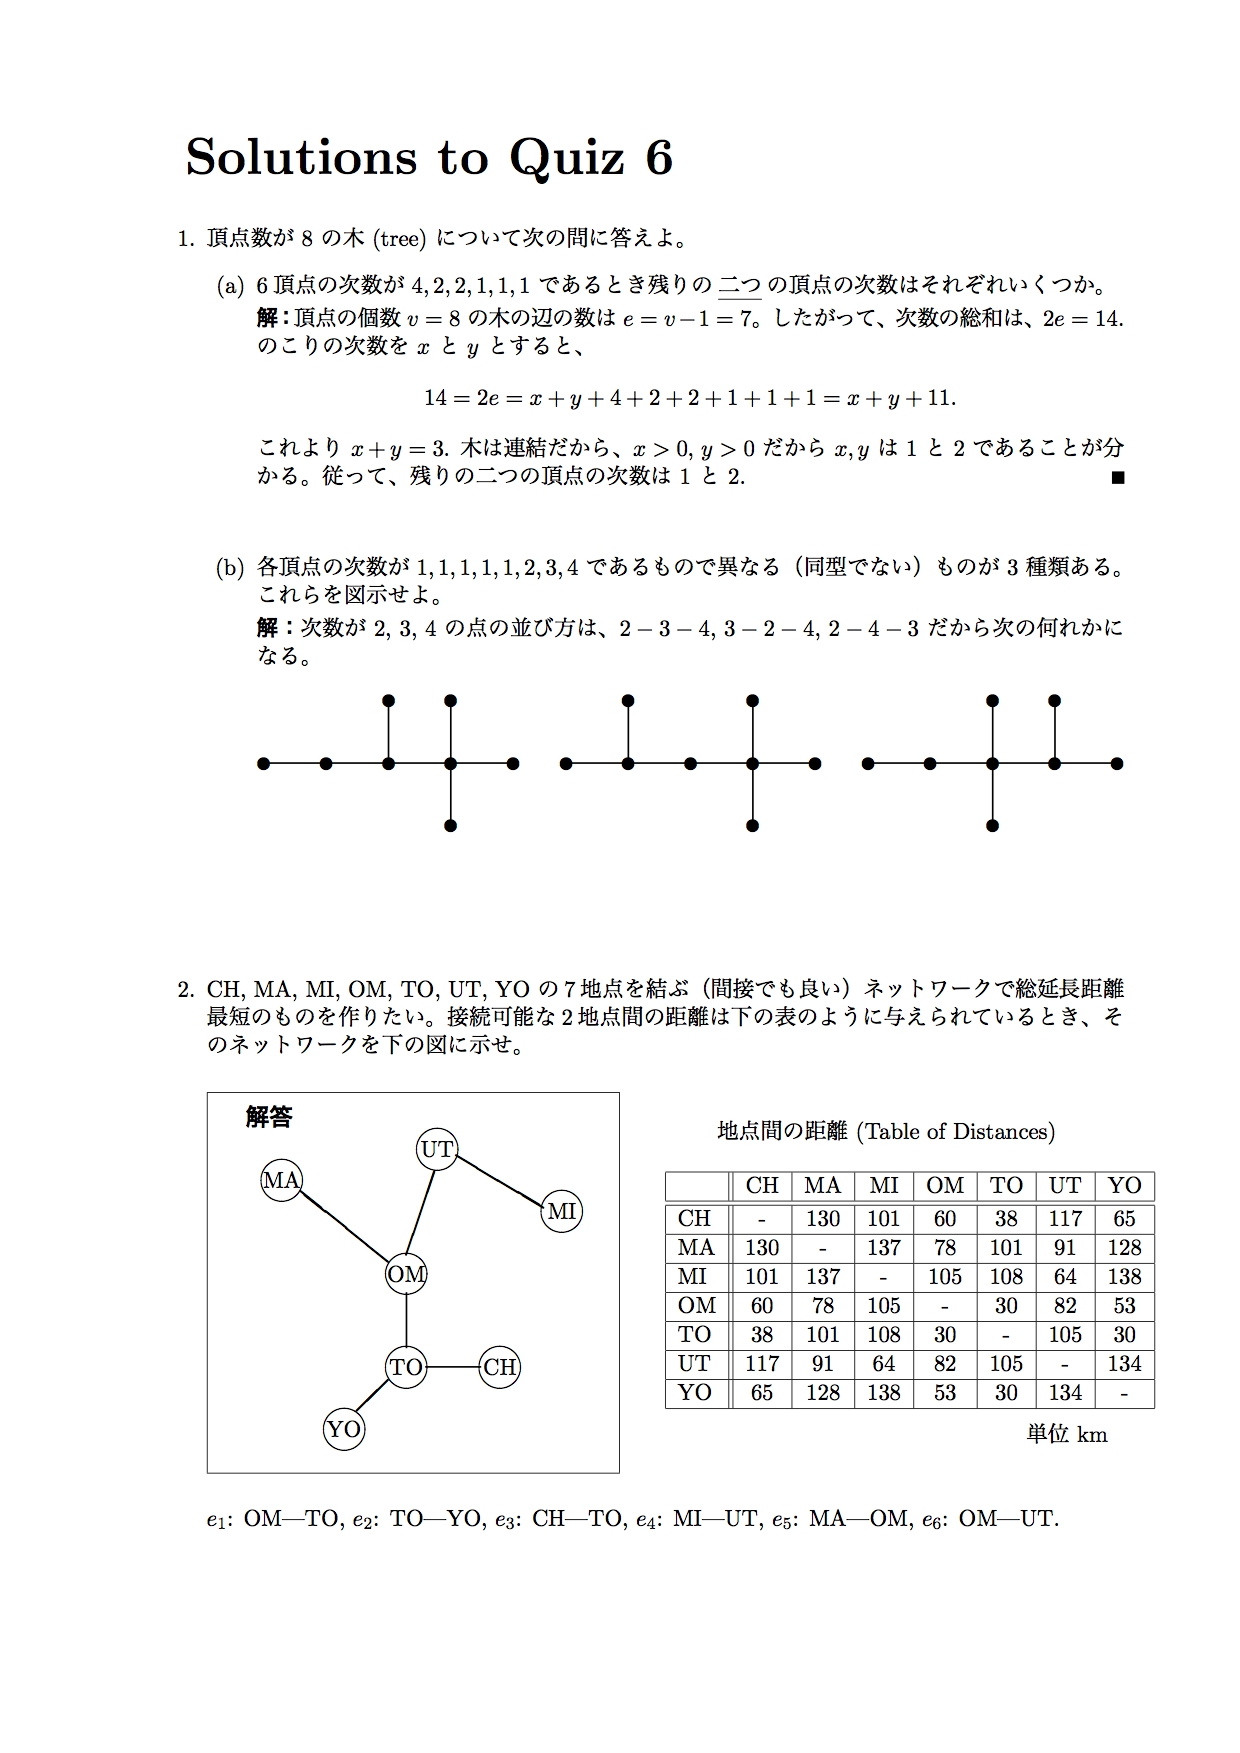 Solutions to Quiz 6
1. 頂点数が 8 の木 (tree) について次の問に答えよ。
(a) 6 頂点の次数が 4, 2, 2, 1, 1, 1 であるとき残りの 二つ の頂点の次数はそれぞれいくつか。
解：頂点の個数 v = 8 の木の辺の数は e = v − 1 = 7。したがって、次数の総和は、2e = 14.
のこりの次数を x と y とすると、
14 = 2e = x + y + 4 + 2 + 2 + 1 + 1 + 1 = x + y + 11.
これより x + y = 3. 木は連結だから、x > 0, y > 0 だから x, y は 1 と 2 であることが分
かる。従って、残りの二つの頂点の次数は 1 と 2. ■
(b) 各頂点の次数が 1, 1, 1, 1, 1, 2, 3, 4 であるもので異なる（同型でない）ものが 3 種類ある。
これらを図示せよ。
解：次数が 2, 3, 4 の点の並び方は、2 − 3 − 4, 3 − 2 − 4, 2 − 4 − 3 だから次の何れかに
なる。
2. CH, MA, MI, OM, TO, UT, YO の 7 地点を結ぶ（間接でも良い）ネットワークで総延長距離
最短のものを作りたい。接続可能な 2 地点間の距離は下の表のように与えられているとき、そ
のネットワークを下の図に示せ。
解答
UT
MA
MI
OM
TO
CH
YO
地点間の距離 (Table of Distances)
CH MA MI OM TO UT YO
CH - 130 101 60 38 117 65
MA 130 - 137 78 101 91 128
MI 101 137 - 105 108 64 138
OM 60 78 105 - 30 82 53
TO 38 101 108 30 - 105 30
UT 117 91 64 82 105 - 134
YO 65 128 138 53 30 134 -
単位 km
e1: OM—TO, e2: TO—YO, e3: CH—TO, e4: MI—UT, e5: MA—OM, e6: OM—UT.